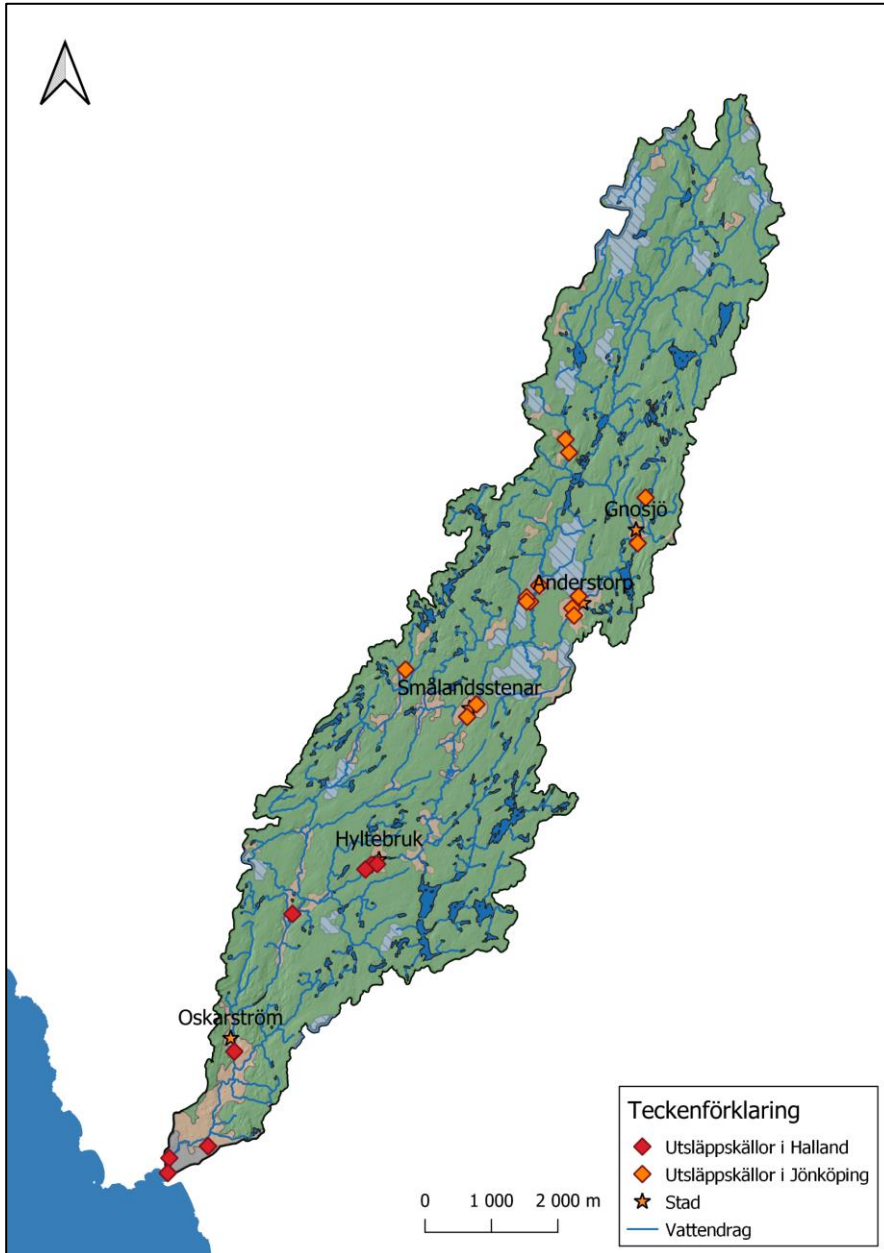 Gnosjö
Anderstorp
Smålandsstenar
Hyltebruk
Oskarström
Teckenförklaring
Utsläppskällor i Halland
Utsläppskällor i Jönköping
Stad
Vattendrag
0 1 000 2 000 m